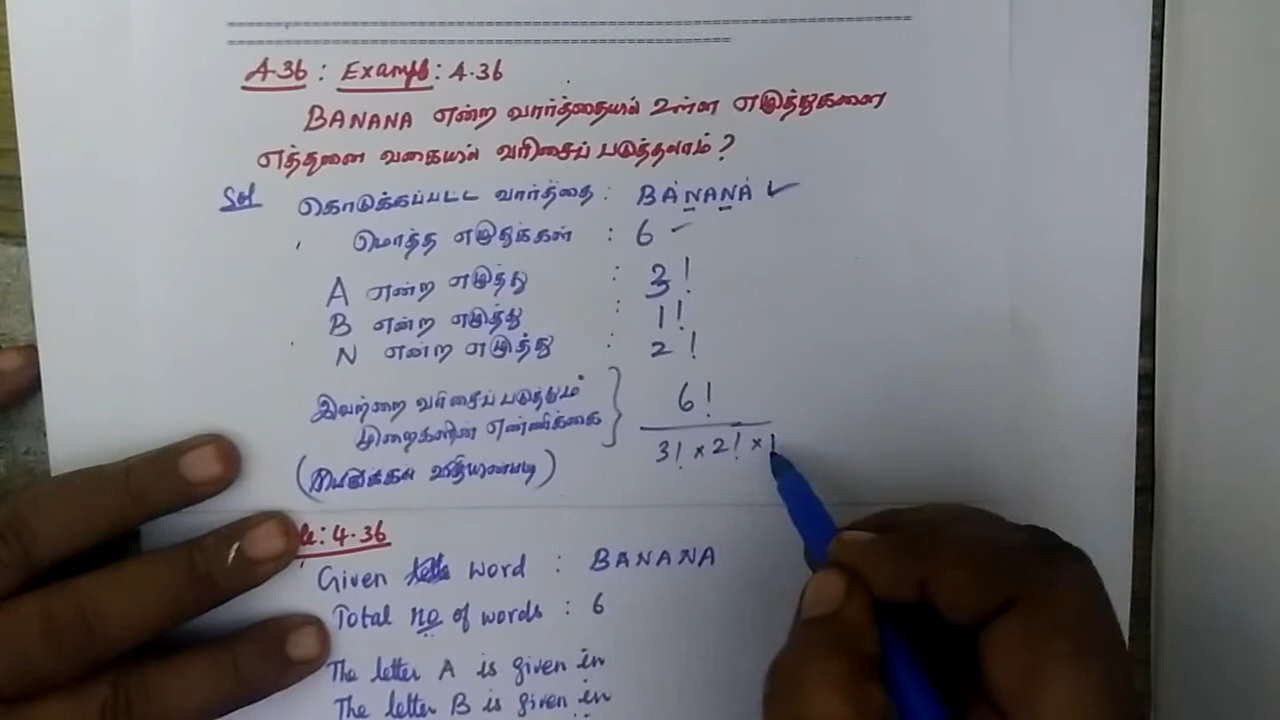 4.36 : Example : 4.36
BANANA என்ற வார்த்தையில் உள்ள எழுத்துகளை
எத்தனை வகையில் வரிசைப் படுத்தலாம்?
Sol கொடுக்கப்பட்ட வார்த்தை : BANANA ✓
மொத்த எழுதுக்கள் : 6
A என்ற எழுத்து : 3!
B என்ற எழுத்து : 1!
N என்ற எழுத்து : 2!
இவற்றை வரிசைப் படுத்தும்
முறைகளின் எண்ணிக்கை } 6! / 3! × 2! × 1
( விதியின்படி)
: 4.36
Given word : BANANA
Total no of words : 6
The letter A is given in
The letter B is given in